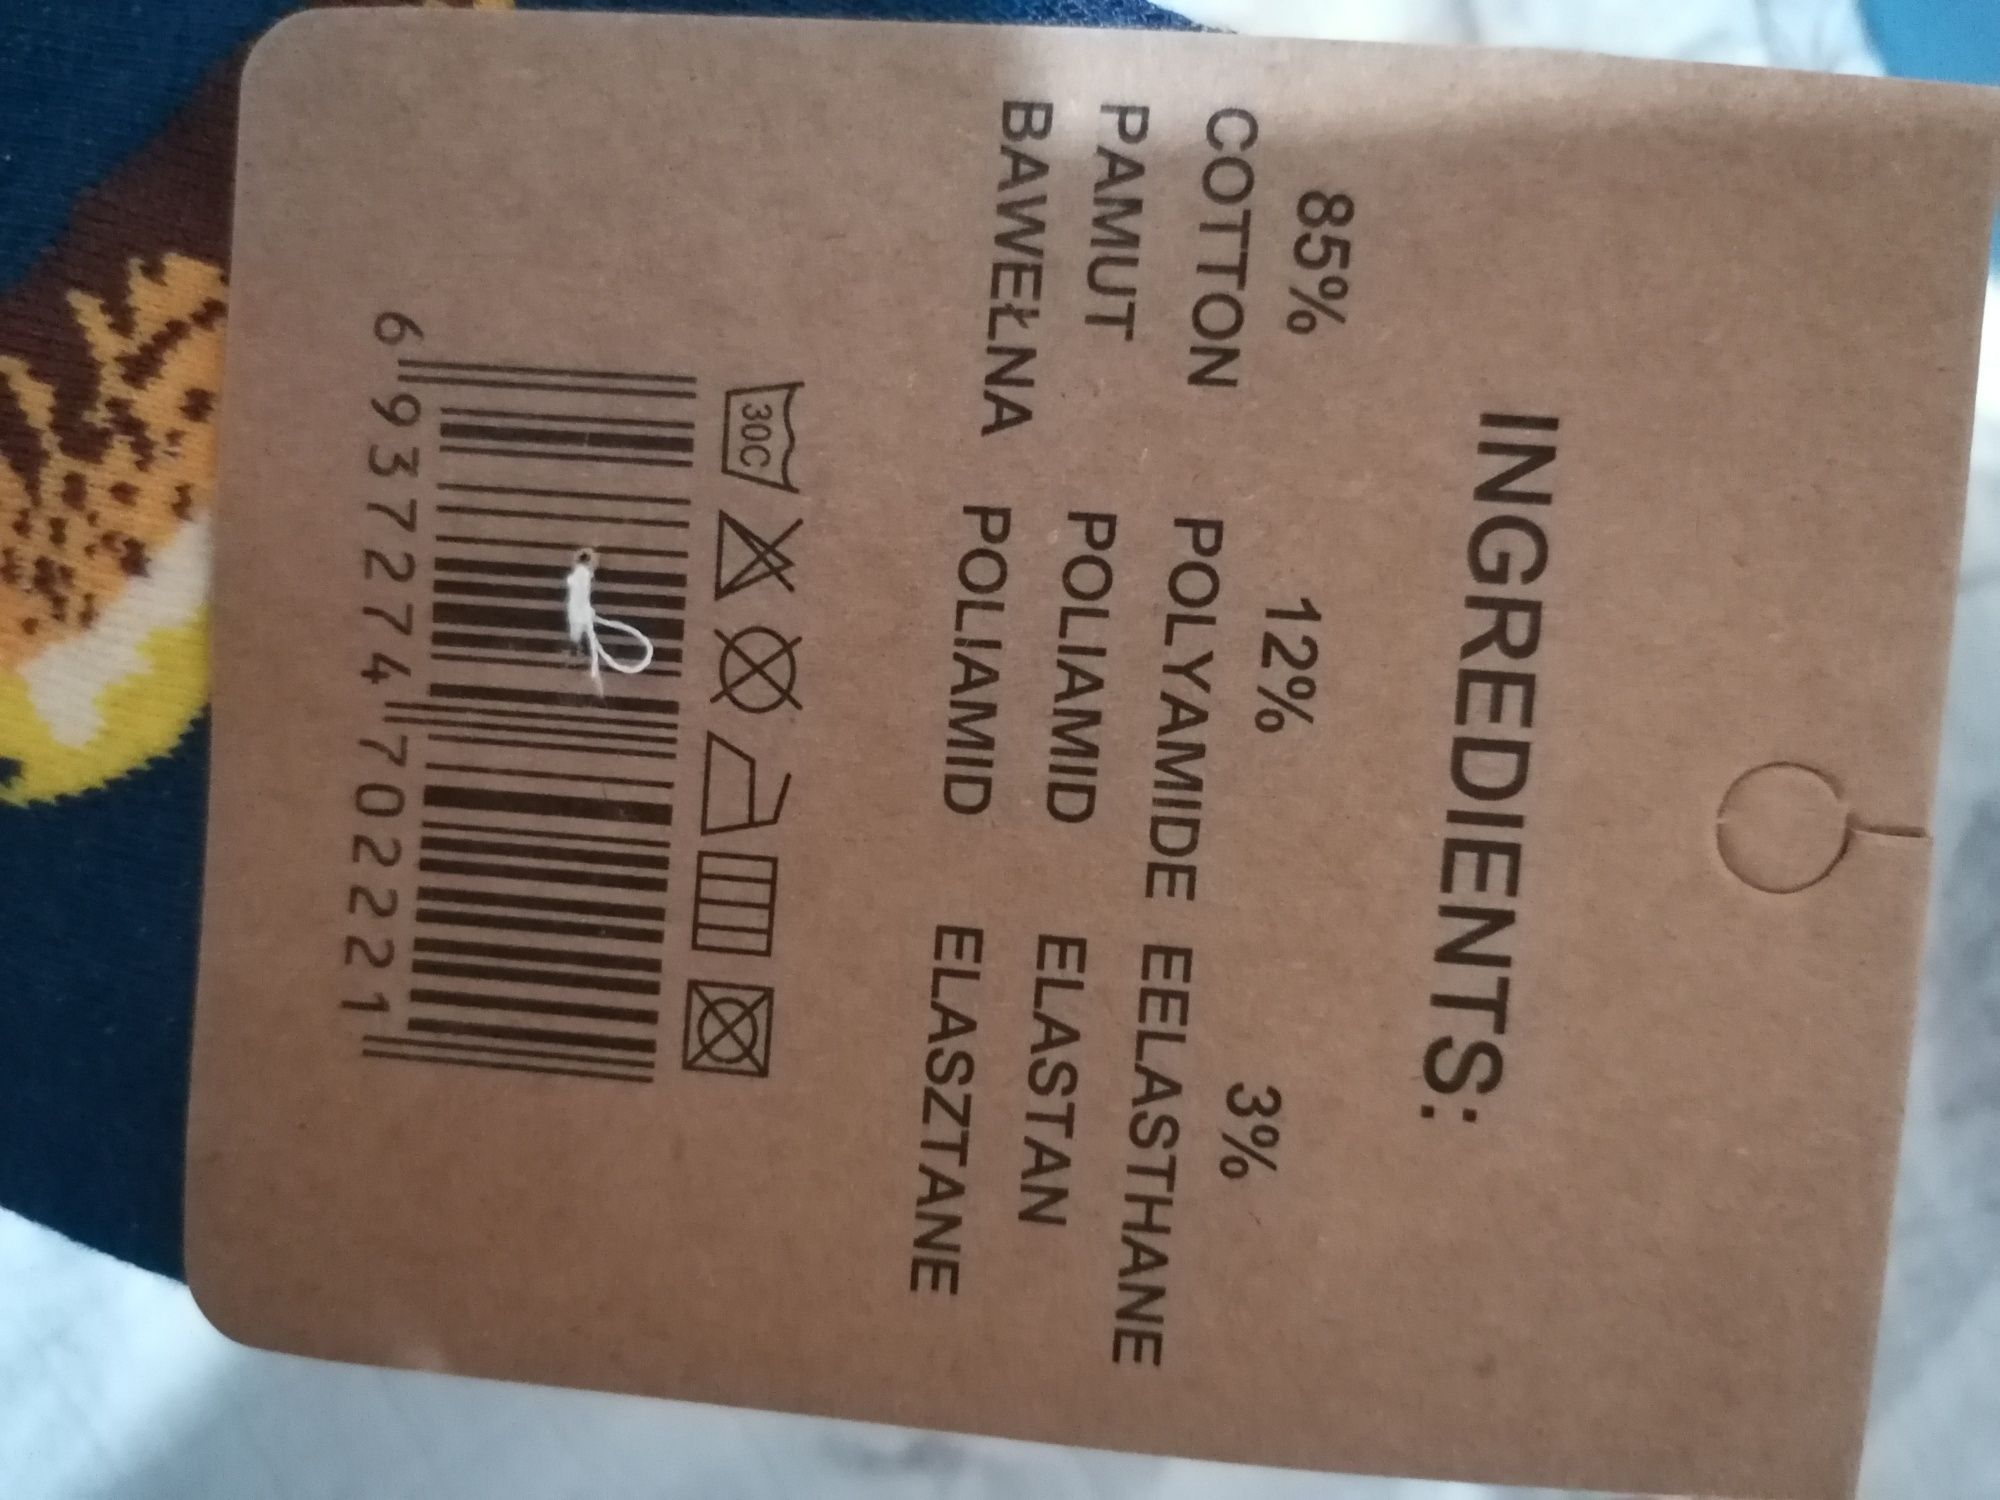 INGREDIENTS:
85% 12% 3%
COTTON POLYAMIDE EELASTHANE
PAMUT POLIAMID ELASTAN
BAWEŁNA POLIAMID ELASZTANE
30C
6 937274 702221